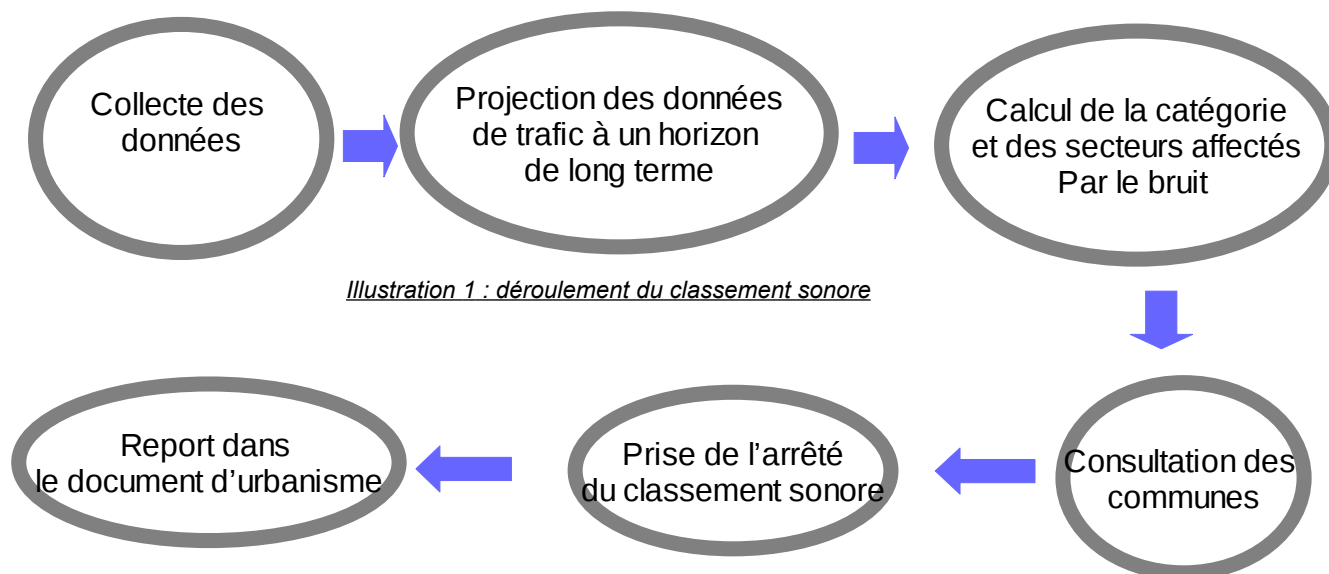 Collecte des
données
Projection des données
de trafic à un horizon
de long terme
Calcul de la catégorie
et des secteurs affectés
Par le bruit
Illustration 1 : déroulement du classement sonore
Consultation des
communes
Prise de l’arrêté
du classement sonore
Report dans
le document d’urbanisme